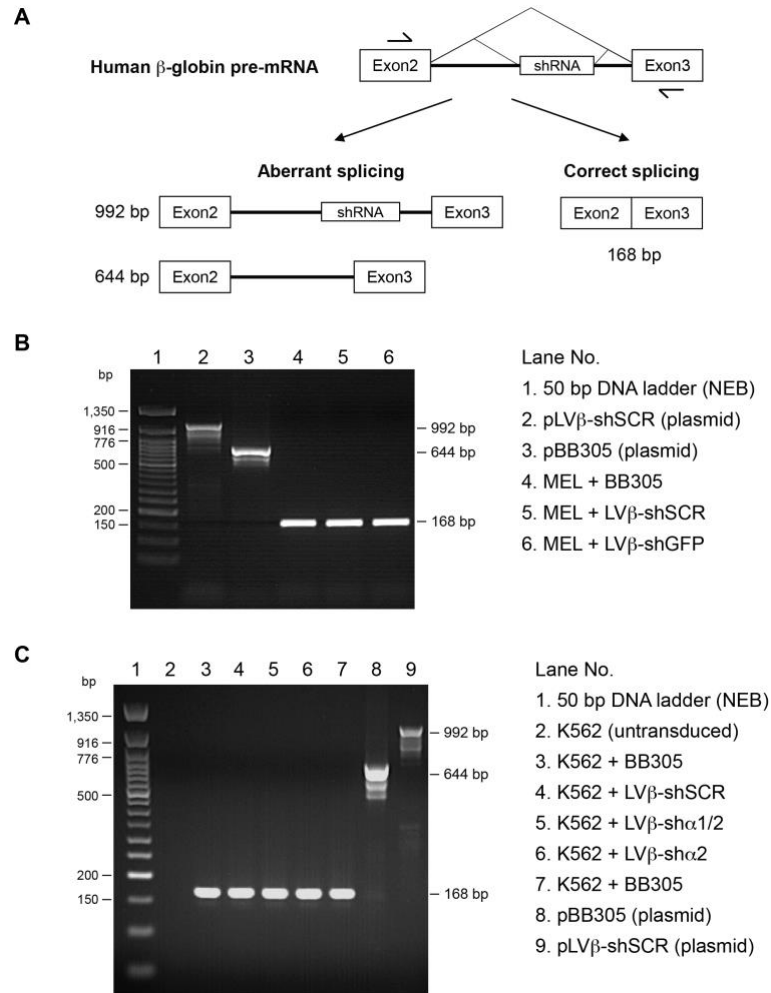 A
Human β-globin pre-mRNA
Exon2
shRNA
Exon3
Aberrant splicing
Correct splicing
992 bp
Exon2
shRNA
Exon3
Exon2
Exon3
168 bp
644 bp
Exon2
Exon3
B
1 2 3 4 5 6
bp
1,350
916
776
500
200
150
992 bp
644 bp
168 bp
Lane No.
1. 50 bp DNA ladder (NEB)
2. pLVβ-shSCR (plasmid)
3. pBB305 (plasmid)
4. MEL + BB305
5. MEL + LVβ-shSCR
6. MEL + LVβ-shGFP
C
1 2 3 4 5 6 7 8 9
bp
1,350
916
776
500
200
150
992 bp
644 bp
168 bp
Lane No.
1. 50 bp DNA ladder (NEB)
2. K562 (untransduced)
3. K562 + BB305
4. K562 + LVβ-shSCR
5. K562 + LVβ-shα1/2
6. K562 + LVβ-shα2
7. K562 + BB305
8. pBB305 (plasmid)
9. pLVβ-shSCR (plasmid)